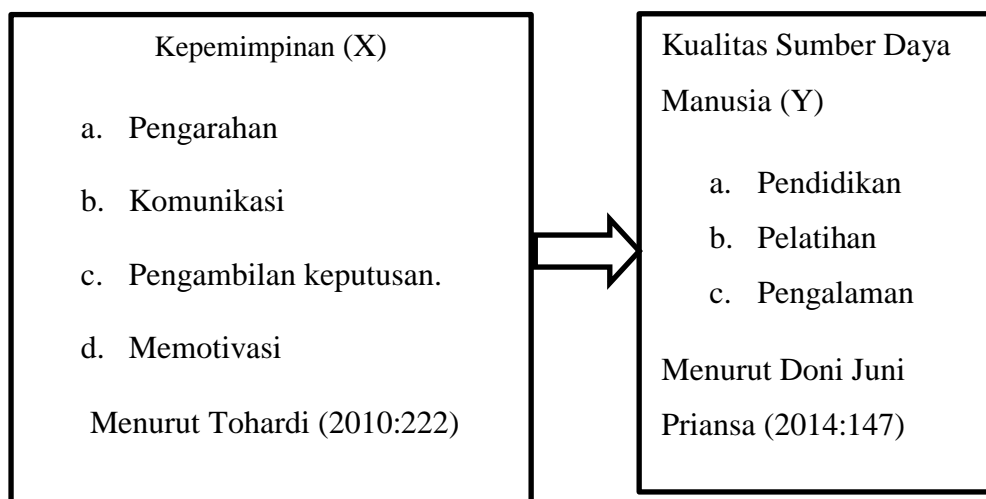 Kepemimpinan (X)
a. Pengarahan
b. Komunikasi
c. Pengambilan keputusan.
d. Memotivasi
Menurut Tohardi (2010:222)
Kualitas Sumber Daya
Manusia (Y)
a. Pendidikan
b. Pelatihan
c. Pengalaman
Menurut Doni Juni
Priansa (2014:147)